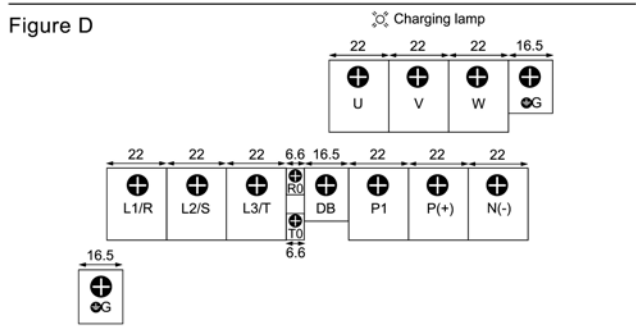 Figure D
Charging lamp
22 22 22 16.5
U V W G
22 22 22 6.6 16.5 22 22 22
R0
L1/R L2/S L3/T DB P1 P(+) N(-)
T0
6.6
16.5
G